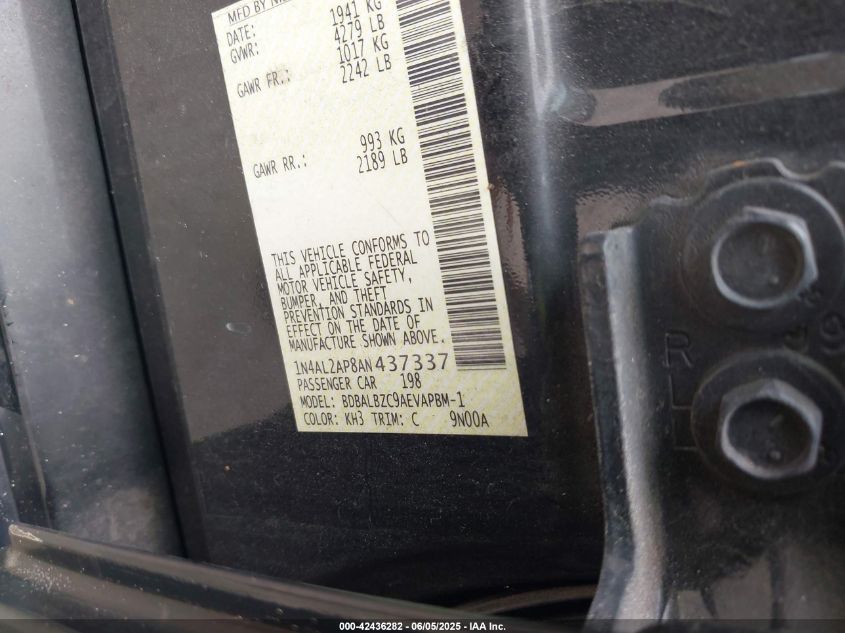 MFD BY
DATE:
1941 KG
GVWR:
4279 LB
1017 KG
GAWR FR.:
2242 LB
993 KG
GAWR RR.:
2189 LB
THIS VEHICLE CONFORMS TO
ALL APPLICABLE FEDERAL
MOTOR VEHICLE SAFETY,
BUMPER, AND THEFT
PREVENTION STANDARDS IN
EFFECT ON THE DATE OF
MANUFACTURE SHOWN ABOVE.
1N4AL2AP8AN437337
PASSENGER CAR 198
MODEL: BDBALBZC9AEVAPBM-1
COLOR: KH3 TRIM: C 9N00A
000-42436282 - 06/05/2025 - IAA Inc.